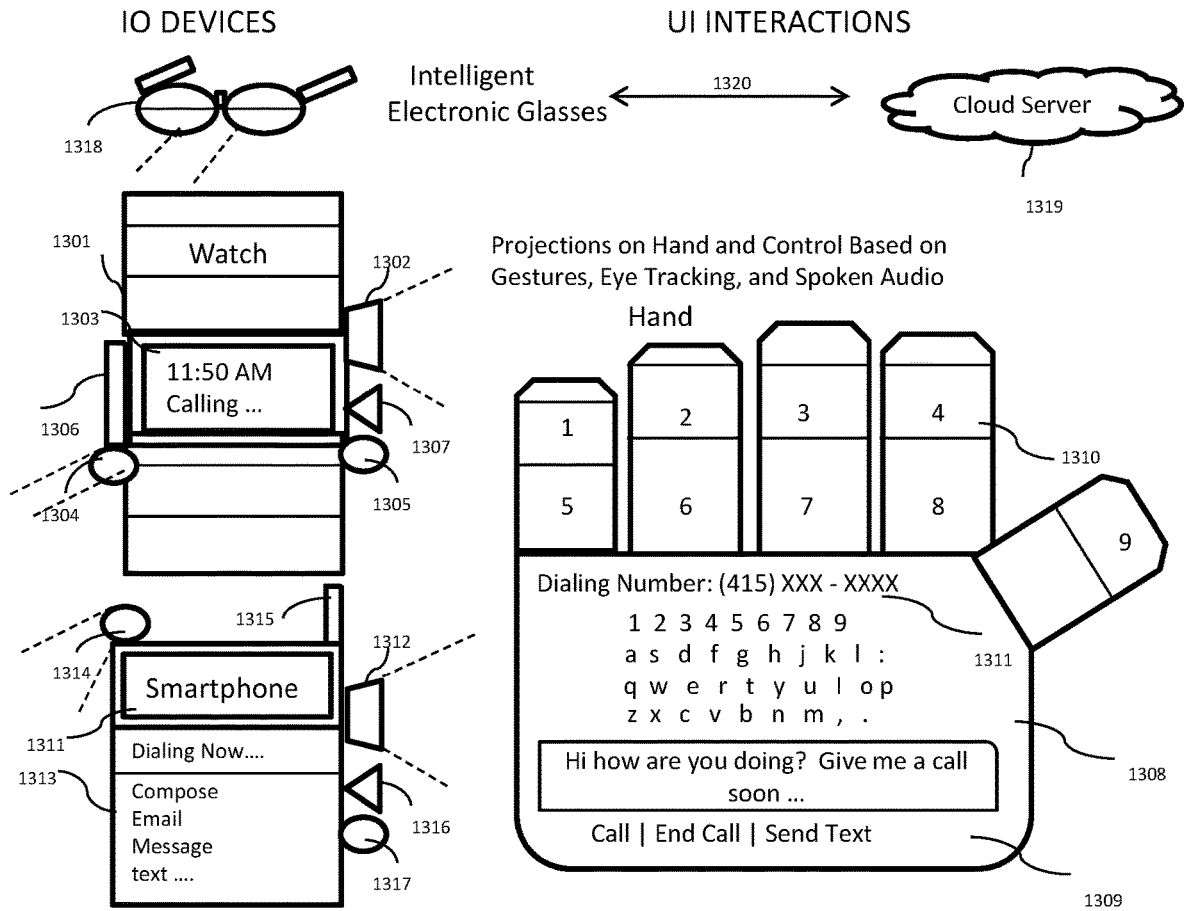 IO DEVICES
UI INTERACTIONS
Intelligent
Electronic Glasses
1320
Cloud Server
1318
1319
1301
Watch
1302
Projections on Hand and Control Based on
Gestures, Eye Tracking, and Spoken Audio
1303
Hand
11:50 AM
Calling ...
1306
1307
1304
1305
1 2 3 4
1310
5 6 7 8
9
Dialing Number: (415) XXX - XXXX
1 2 3 4 5 6 7 8 9
a s d f g h j k l :
1311
q w e r t y u l o p
z x c v b n m , .
1308
Hi how are you doing? Give me a call
soon ...
Call | End Call | Send Text
1309
1315
1312
1314
Smartphone
1311
1313
Dialing Now....
Compose
Email
Message
text ....
1316
1317